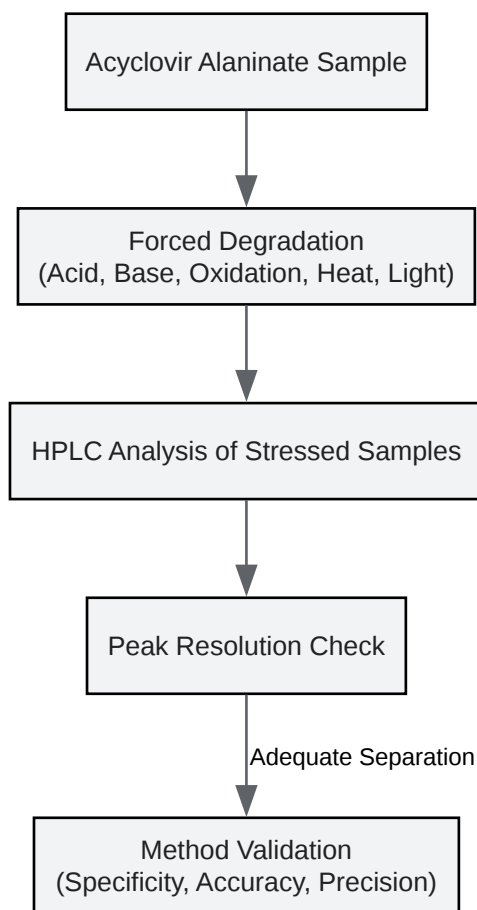 Acyclovir Alaninate Sample
Forced Degradation
(Acid, Base, Oxidation, Heat, Light)
HPLC Analysis of Stressed Samples
Peak Resolution Check
Adequate Separation
Method Validation
(Specificity, Accuracy, Precision)